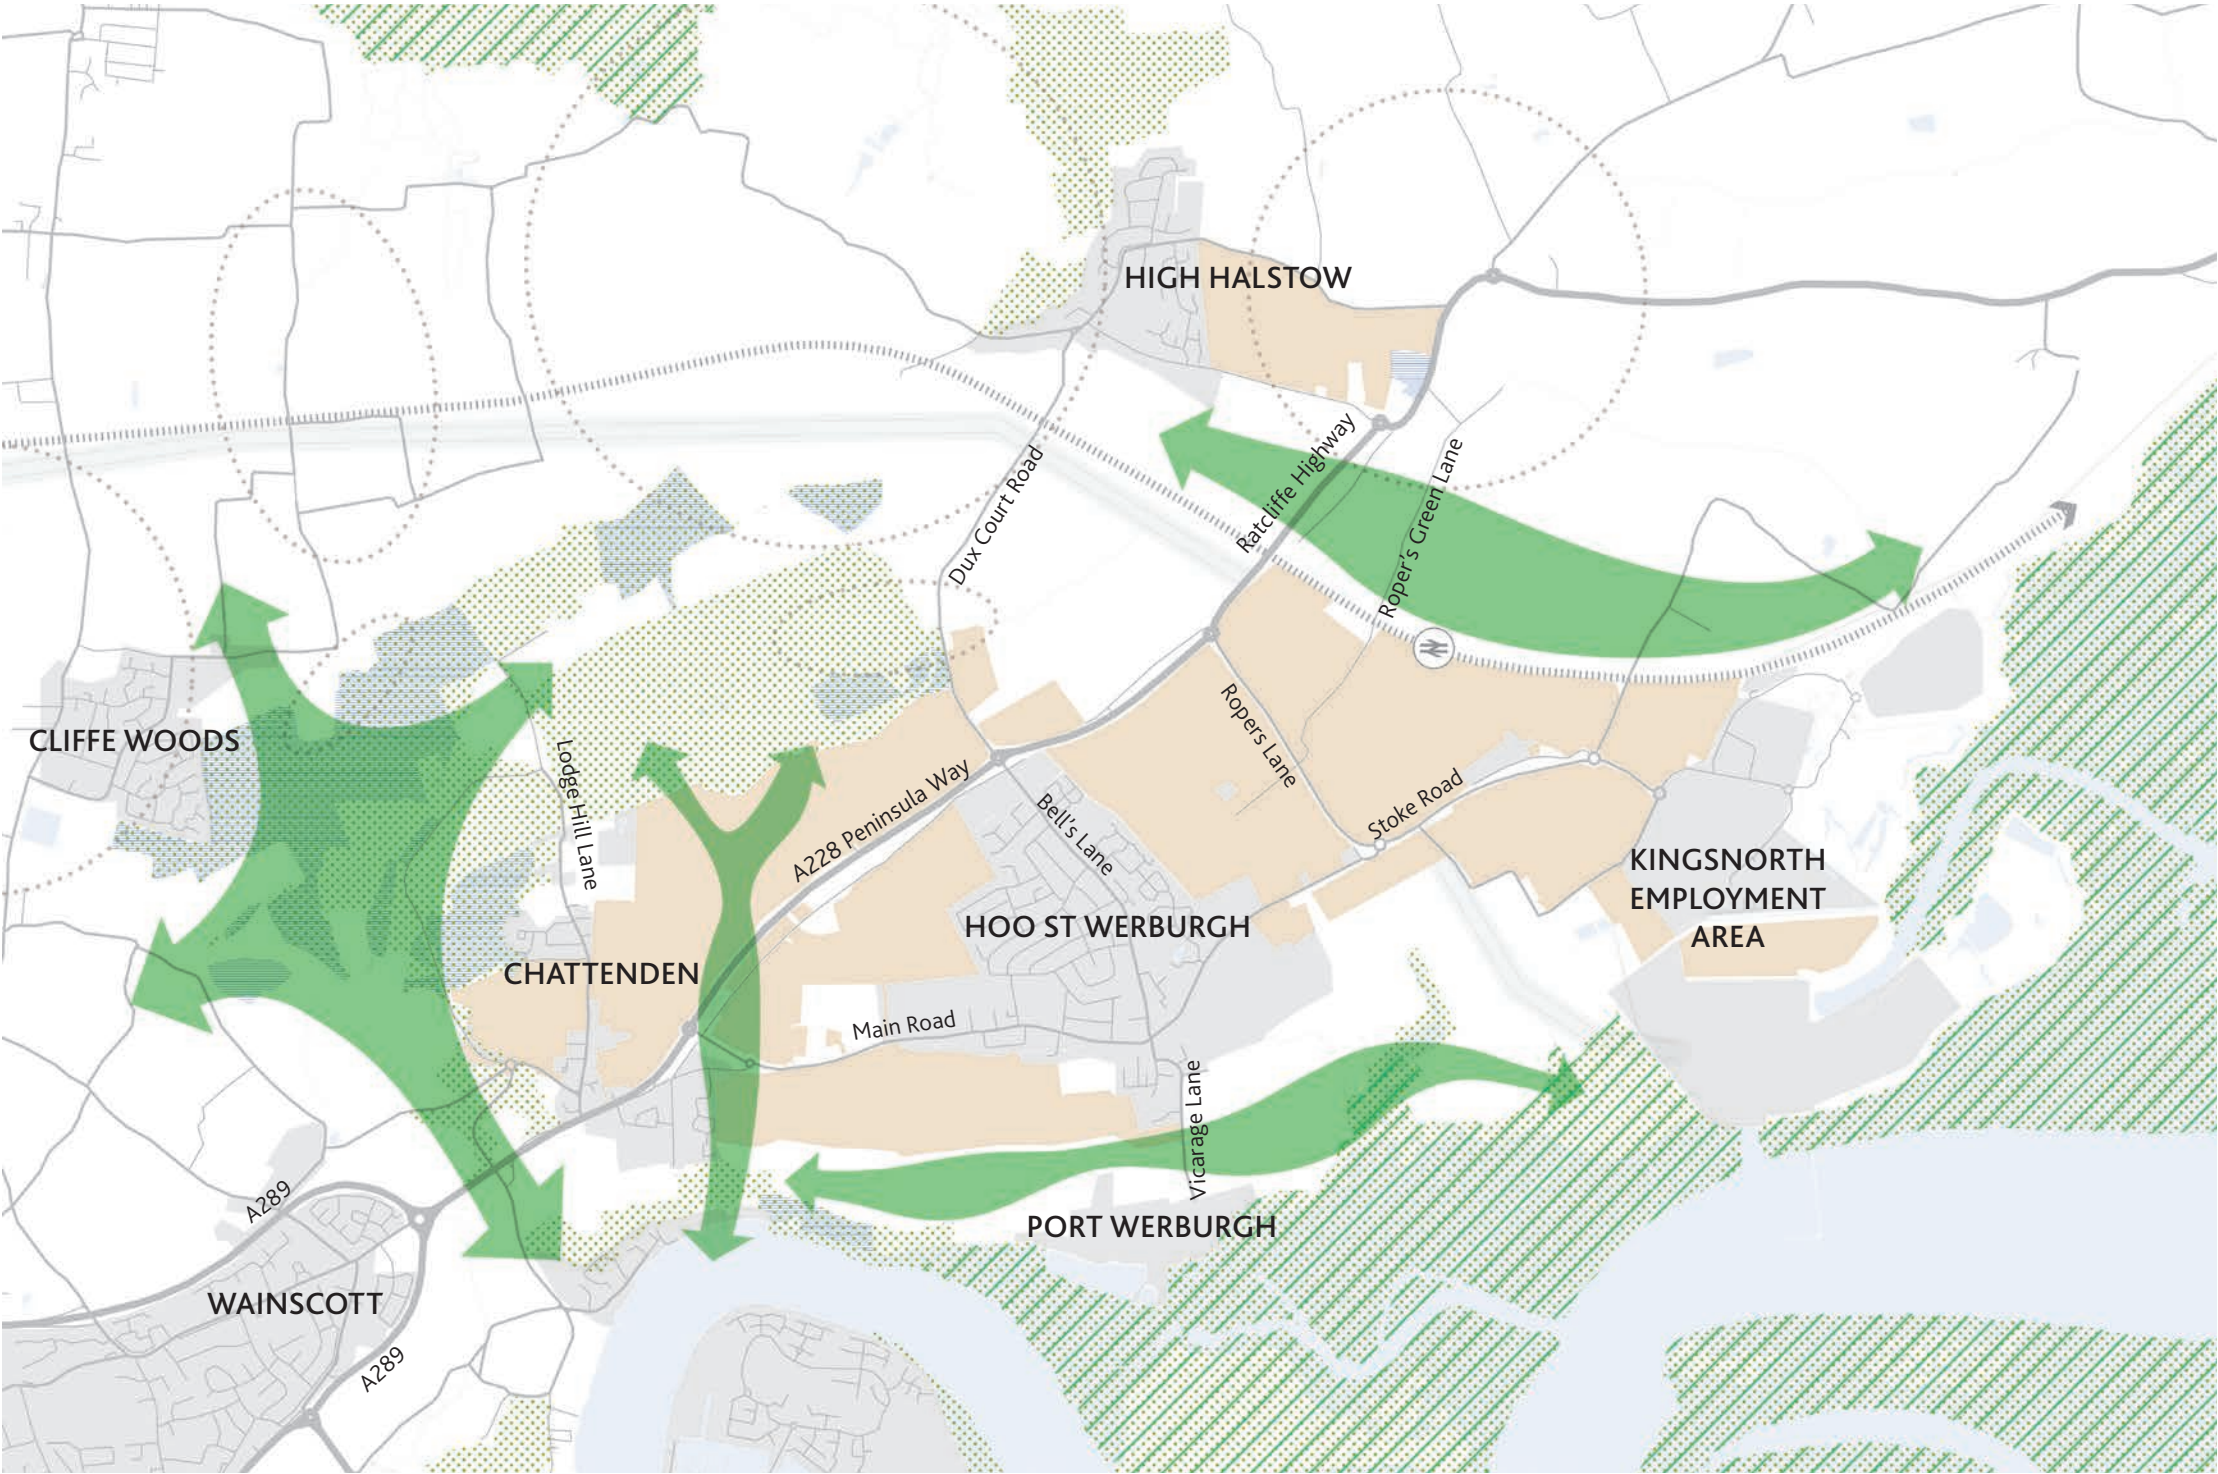 HIGH HALSTOW
Ratcliffe Highway
Dux Court Road
Roper's Green Lane
Ropers Lane
CLIFFE WOODS
Lodge Hill Lane
A228 Peninsula Way
Bell's Lane
Stoke Road
KINGSNORTH
EMPLOYMENT
AREA
HOO ST WERBURGH
CHATTENDEN
Main Road
Vicarage Lane
A289
PORT WERBURGH
WAINSCOTT
A289